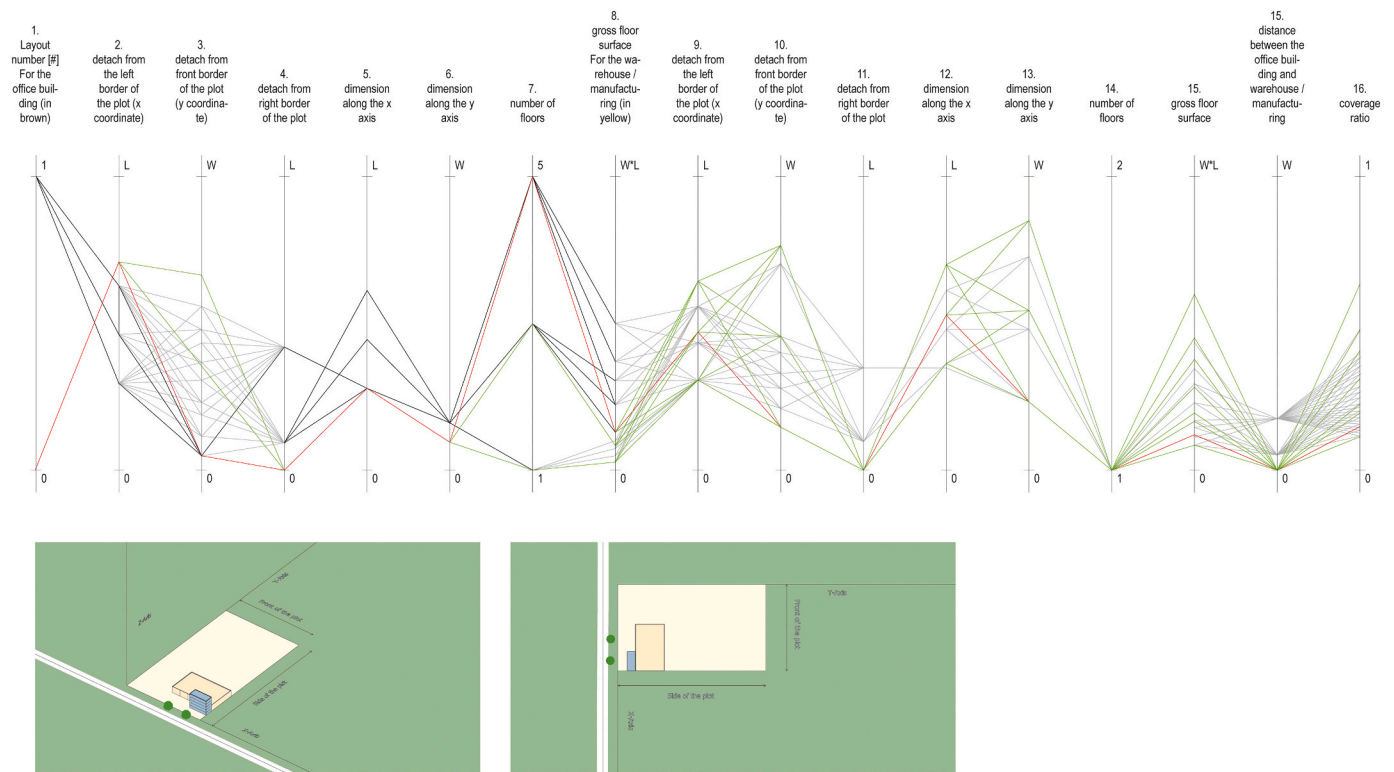 1.
Layout
number [#]
For the
office buil-
ding (in
brown)
2.
detach from
the left
border of
the plot (x
coordinate)
3.
detach from
front border
of the plot
(y coordina-
te)
4.
detach from
right border
of the plot
5.
dimension
along the x
axis
6.
dimension
along the y
axis
7.
number of
floors
8.
gross floor
surface
For the wa-
rehouse /
manufactu-
ring (in
yellow)
9.
detach from
the left
border of
the plot (x
coordinate)
10.
detach from
front border
of the plot
(y coordina-
te)
11.
detach from
right border
of the plot
12.
dimension
along the x
axis
13.
dimension
along the y
axis
14.
number of
floors
15.
gross floor
surface
15.
distance
between the
office buil-
ding and
warehouse /
manufactu-
ring
16.
coverage
ratio
1 L W L L W 5 W*L L W L L W 2 W*L W 1
0 0 0 0 0 0 1 0 0 0 0 0 0 1 0 0 0
Z-Axis
Y-Axis
Front of the plot
Side of the plot
X-Axis
Y-Axis
Front of the plot
Side of the plot
X-Axis